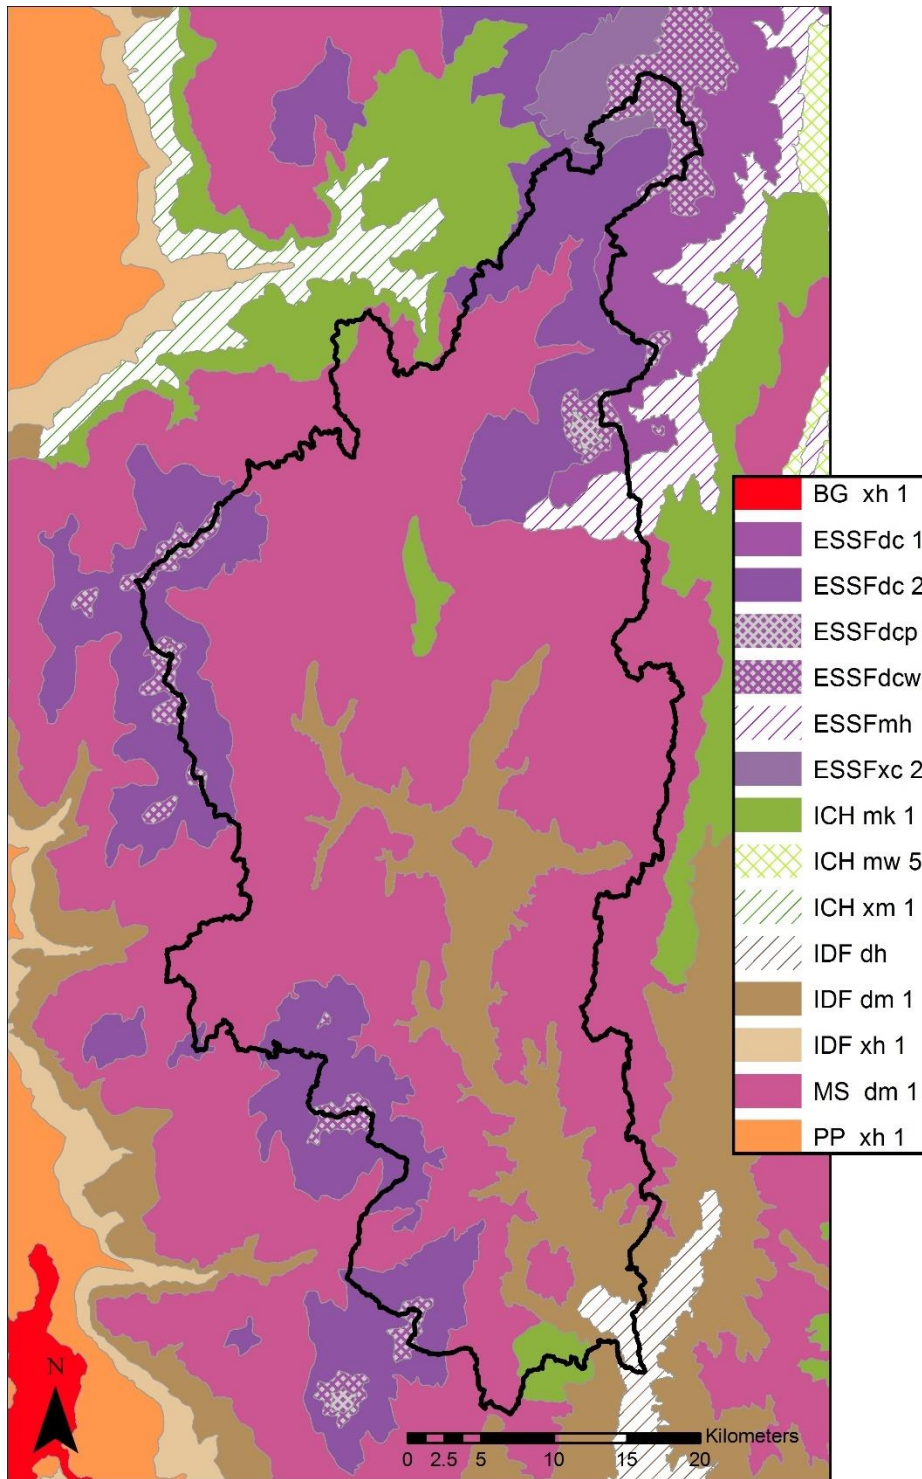 BG xh 1
ESSFdc 1
ESSFdc 2
ESSFdcp
ESSFdcw
ESSFmh
ESSFxc 2
ICH mk 1
ICH mw 5
ICH xm 1
IDF dh
IDF dm 1
IDF xh 1
MS dm 1
PP xh 1
N
Kilometers
0 2.5 5 10 15 20